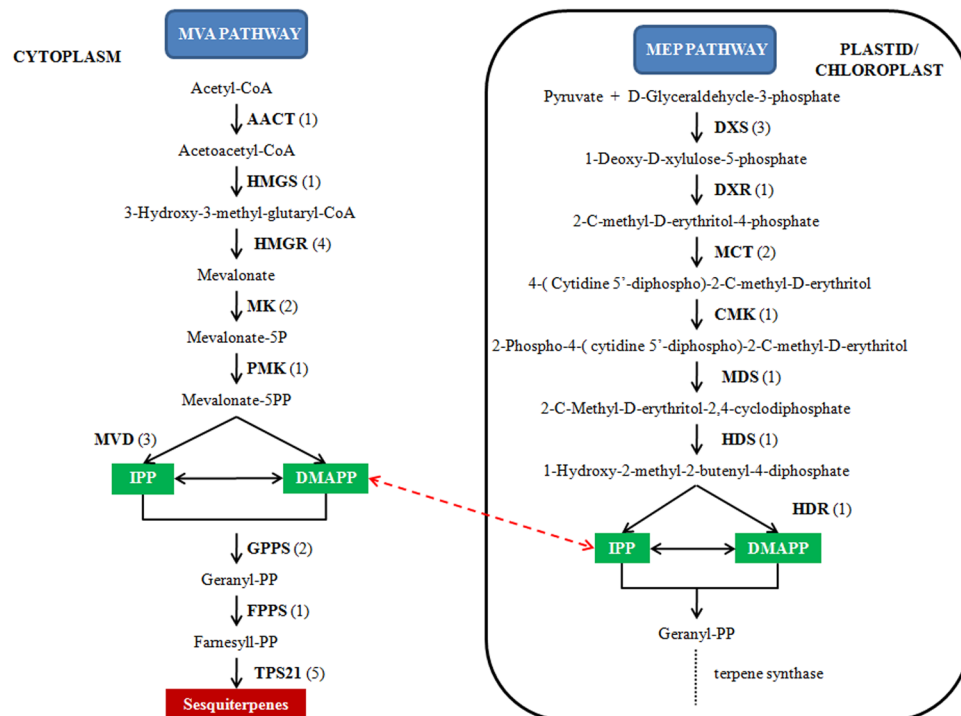 MVA PATHWAY
CYTOPLASM
Acetyl-CoA
AACT (1)
Acetoacetyl-CoA
HMGS (1)
3-Hydroxy-3-methyl-glutaryl-CoA
HMGR (4)
Mevalonate
MK (2)
Mevalonate-5P
PMK (1)
Mevalonate-5PP
MVD (3)
IPP
DMAPP
GPPS (2)
Geranyl-PP
FPPS (1)
Farnesyll-PP
TPS21 (5)
Sesquiterpenes
MEP PATHWAY
PLASTID/
CHLOROPLAST
Pyruvate + D-Glyceraldehycle-3-phosphate
DXS (3)
1-Deoxy-D-xylulose-5-phosphate
DXR (1)
2-C-methyl-D-erythritol-4-phosphate
MCT (2)
4-( Cytidine 5’-diphospho)-2-C-methyl-D-erythritol
CMK (1)
2-Phospho-4-( cytidine 5’-diphospho)-2-C-methyl-D-erythritol
MDS (1)
2-C-Methyl-D-erythritol-2,4-cyclodiphosphate
HDS (1)
1-Hydroxy-2-methyl-2-butenyl-4-diphosphate
HDR (1)
IPP
DMAPP
Geranyl-PP
terpene synthase